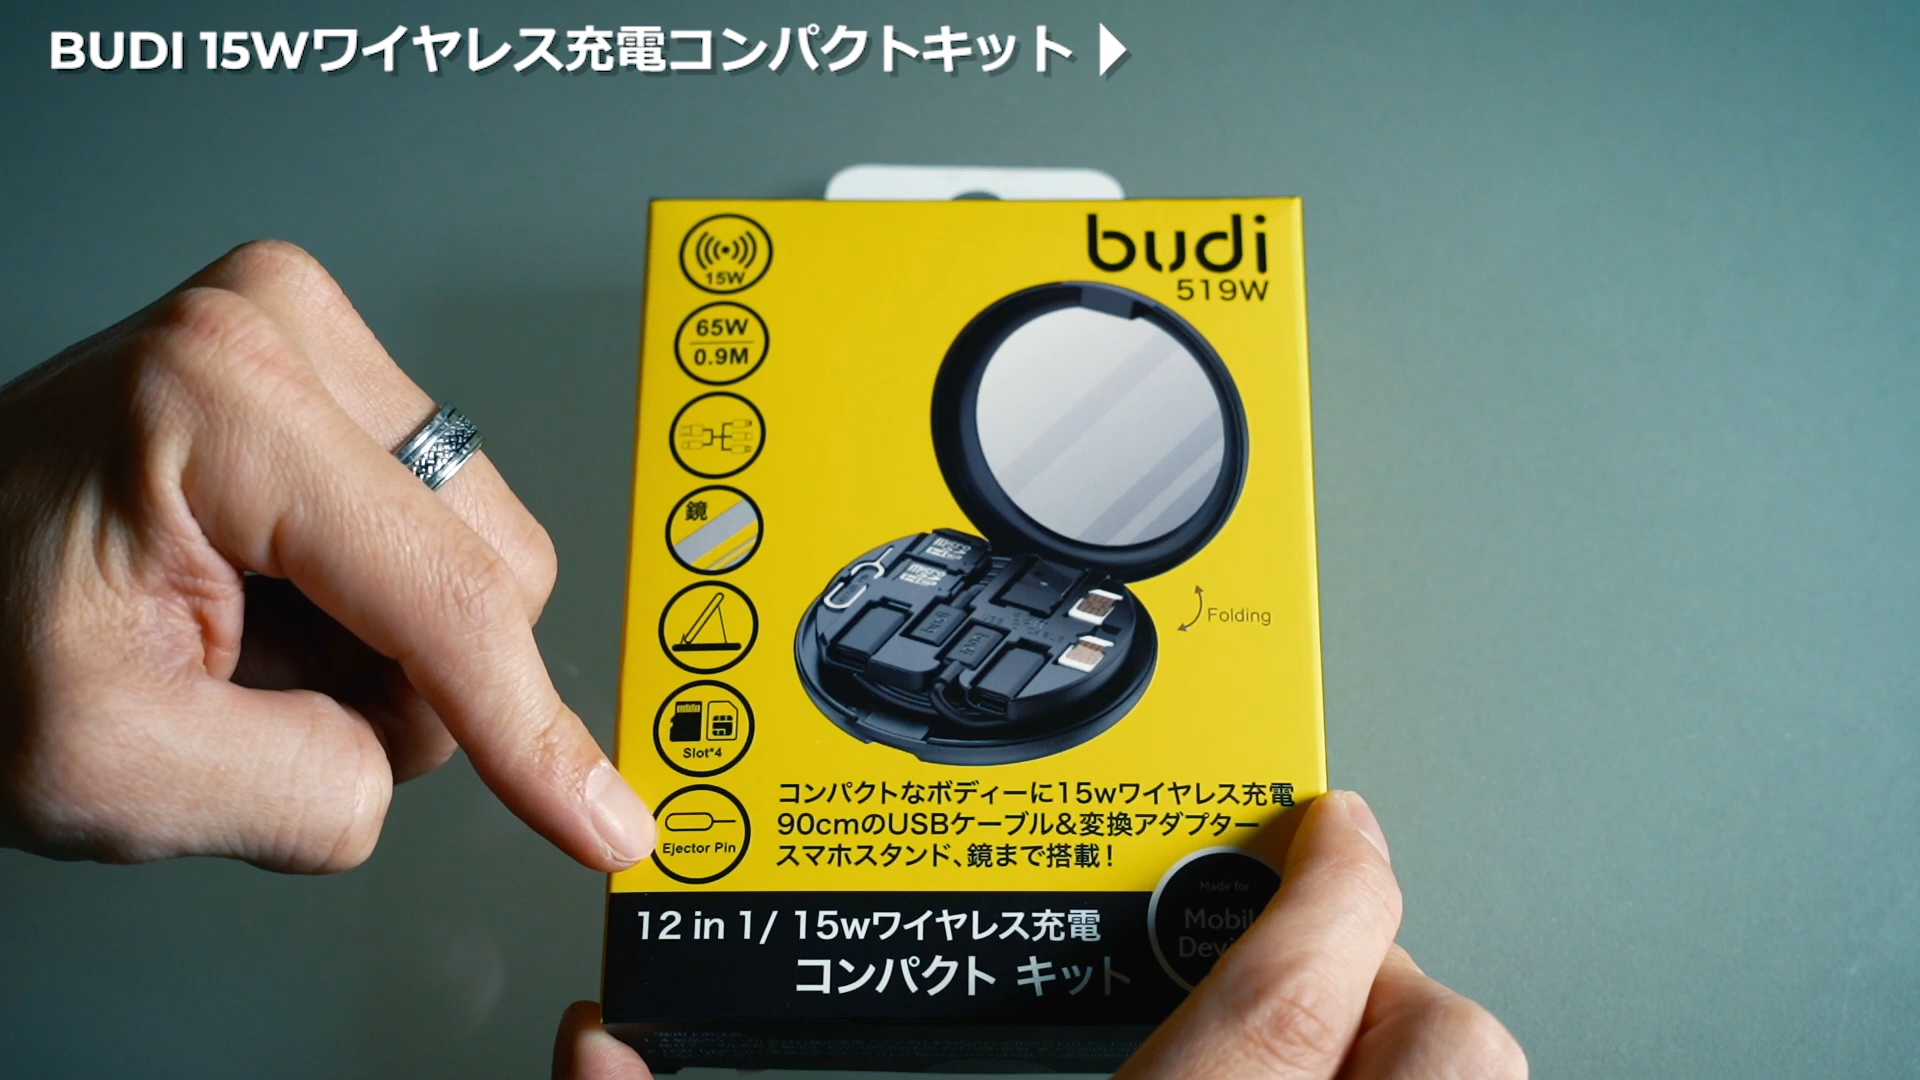 BUDI 15Wワイヤレス充電コンパクトキット
budi
519W
15W
65W
0.9M
鏡
Folding
Slot*4
Ejector Pin
コンパクトなボディーに15wワイヤレス充電
90cmのUSBケーブル&変換アダプター
スマホスタンド、鏡まで搭載!
12 in 1/ 15wワイヤレス充電
コンパクト キット
Made for